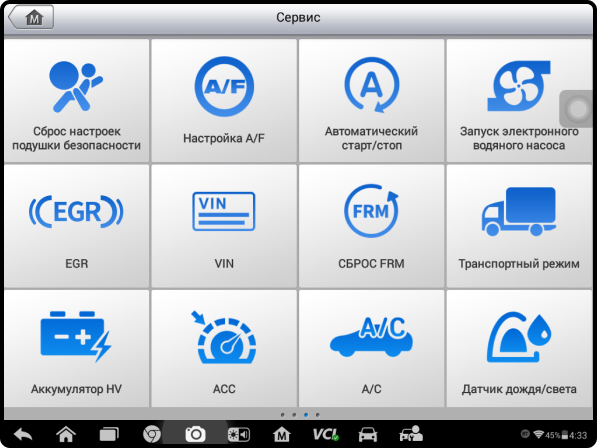 M
Сервис
A/F
A
Сброс настроек
подушки безопасности
Настройка A/F
Автоматический
старт/стоп
Запуск электронного
водяного насоса
EGR
VIN
FRM
EGR
VIN
СБРОС FRM
Транспортный режим
A/C
Аккумулятор HV
ACC
A/C
Датчик дождя/света
M
VCI
45%
4:33